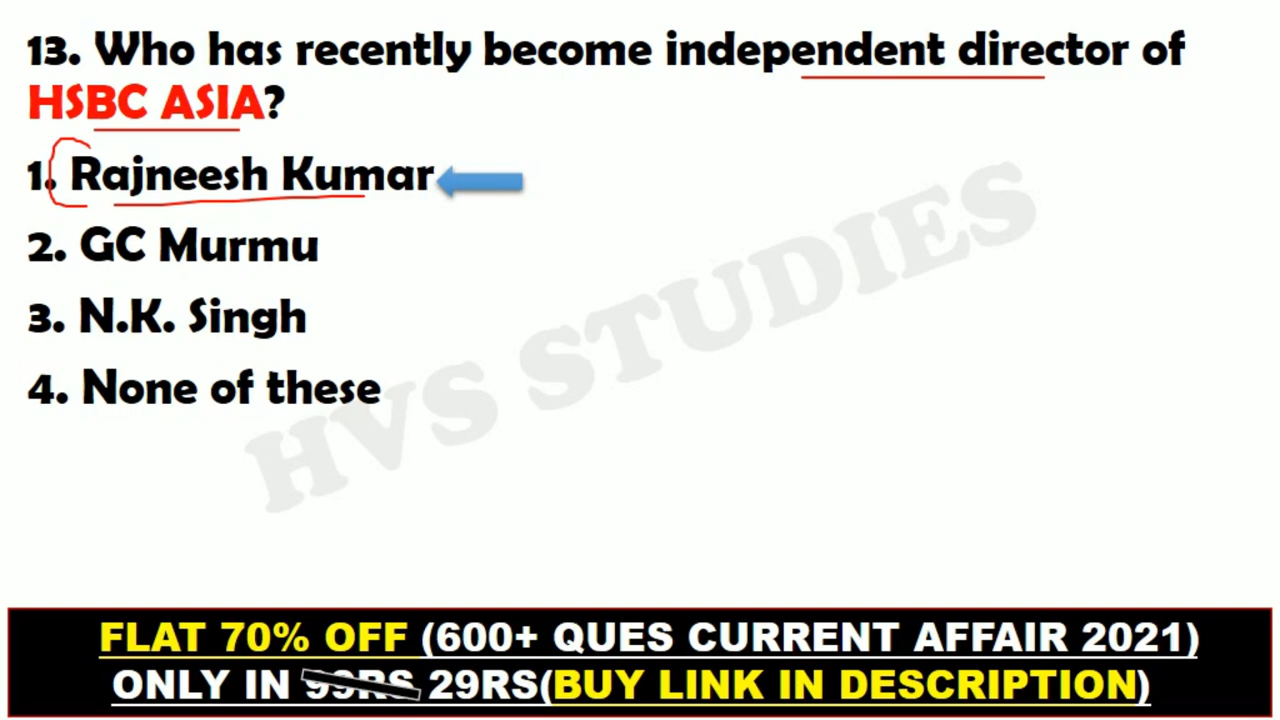 13. Who has recently become independent director of
HSBC ASIA?
1. Rajneesh Kumar
2. GC Murmu
3. N.K. Singh
4. None of these
HVS STUDIES
FLAT 70% OFF (600+ QUES CURRENT AFFAIR 2021)
ONLY IN 99RS 29RS(BUY LINK IN DESCRIPTION)